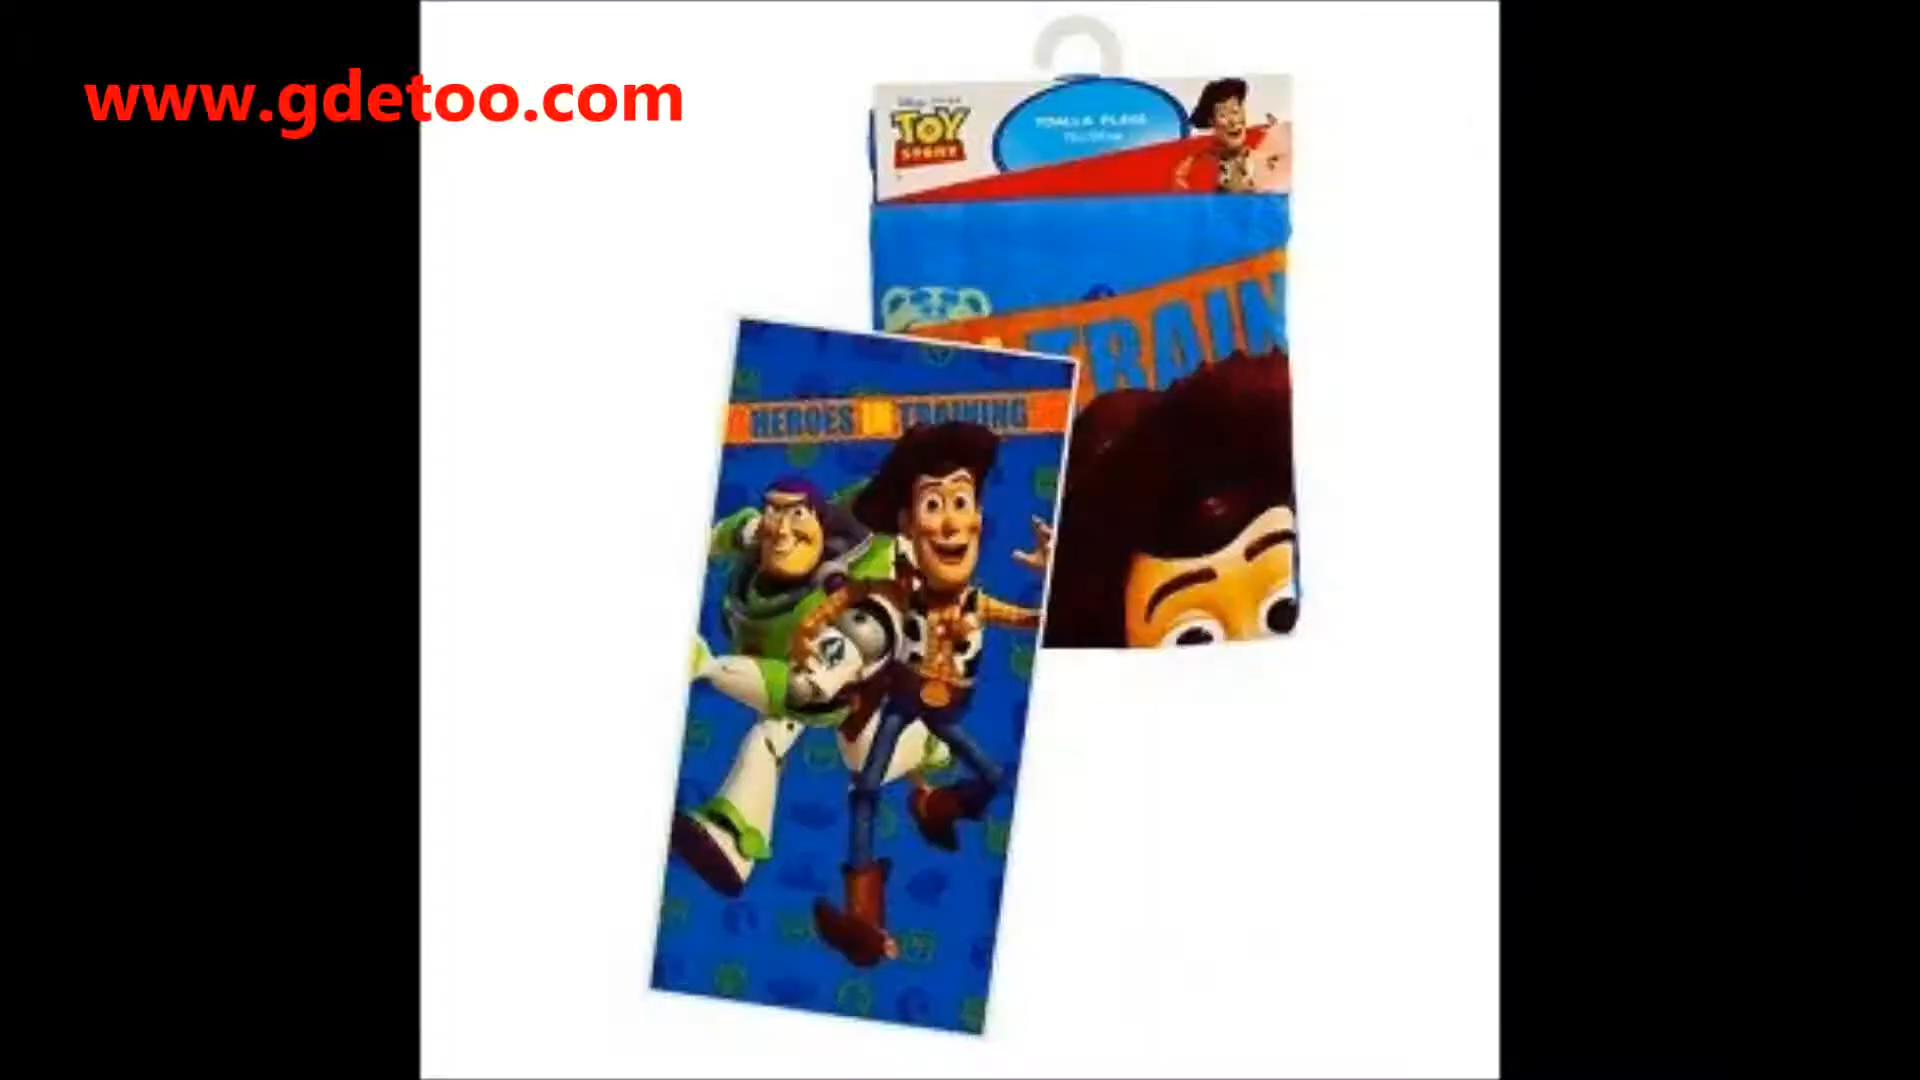 www.gdetoo.com
TOY
STORY
TOALLA PLAYA
TRAIN
HEROES IN TRAINING